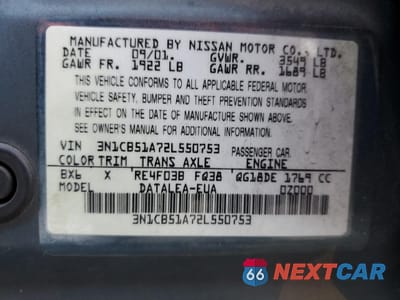 MANUFACTURED BY NISSAN MOTOR CO., LTD.
DATE 09/01. GVWR: 3549 LB
GAWR FR. 1922 LB GAWR RR. 1689 LB
THIS VEHICLE CONFORMS TO ALL APPLICABLE FEDERAL MOTOR
VEHICLE SAFETY, BUMPER AND THEFT PREVENTION STANDARDS
IN EFFECT ON THE DATE OF MANUFACTURE SHOWN ABOVE.
SEE OWNER'S MANUAL FOR ADDITIONAL INFORMATION.
VIN 3N1CB51A72L550753 PASSENGER CAR.
COLOR TRIM TRANS AXLE ENGINE
BX6 X RE4F03B FQ38 QG18DE 1769 CC
MODEL DATALEA-EUA 0Z000
3N1CB51A72L550753
66 NEXTCAR